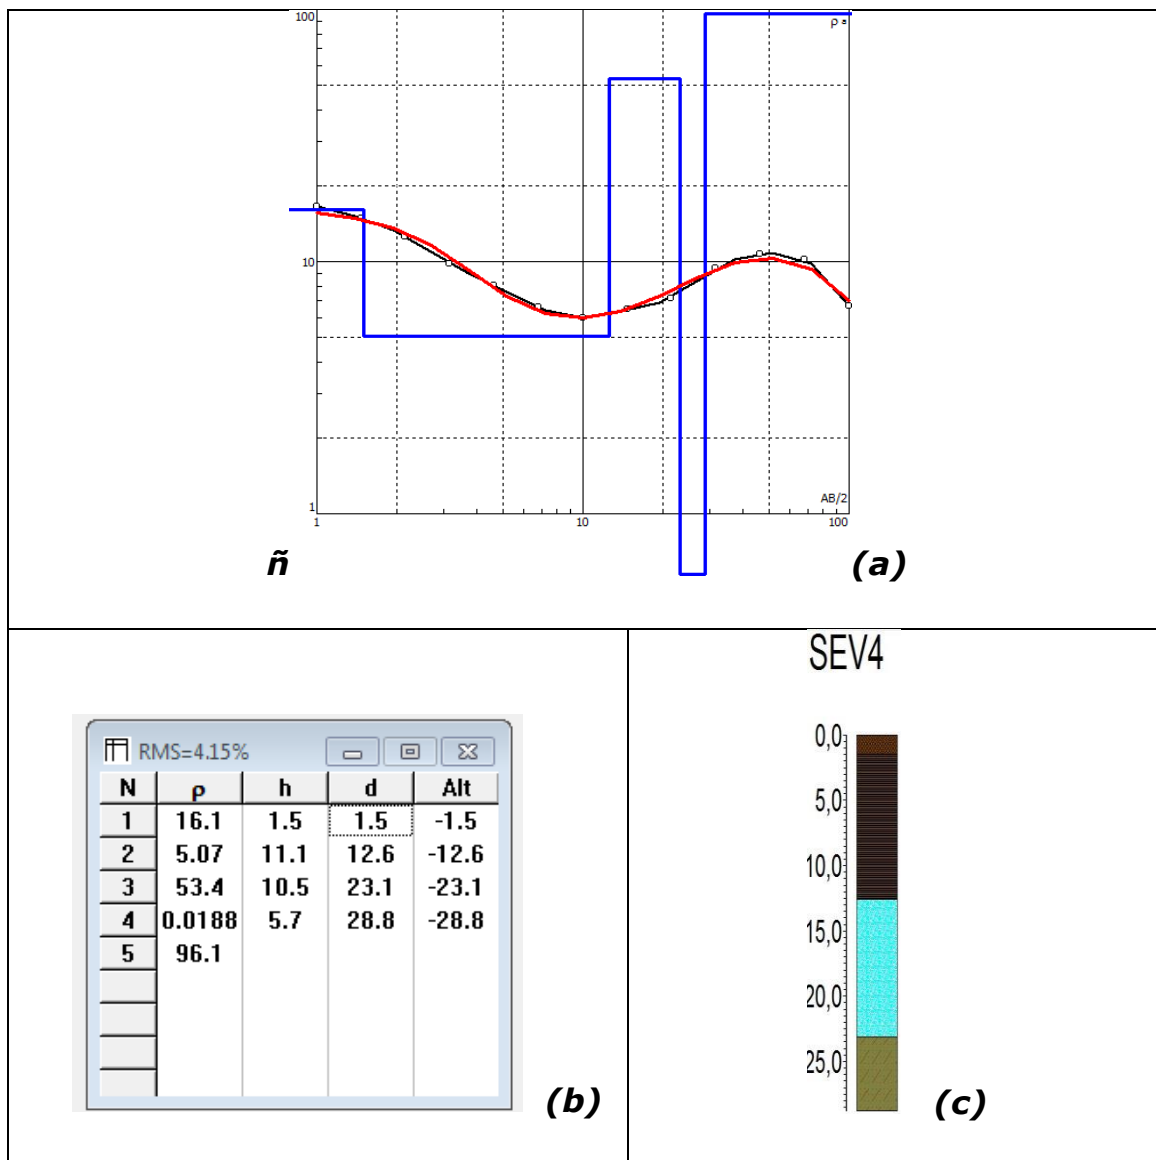 100
ρ a
10
1
AB/2
1 10 100
ñ
(a)
RMS=4.15%
N ρ h d Alt
1 16.1 1.5 1.5 -1.5
2 5.07 11.1 12.6 -12.6
3 53.4 10.5 23.1 -23.1
4 0.0188 5.7 28.8 -28.8
5 96.1
(b)
SEV4
0,0
5,0
10,0
15,0
20,0
25,0
(c)